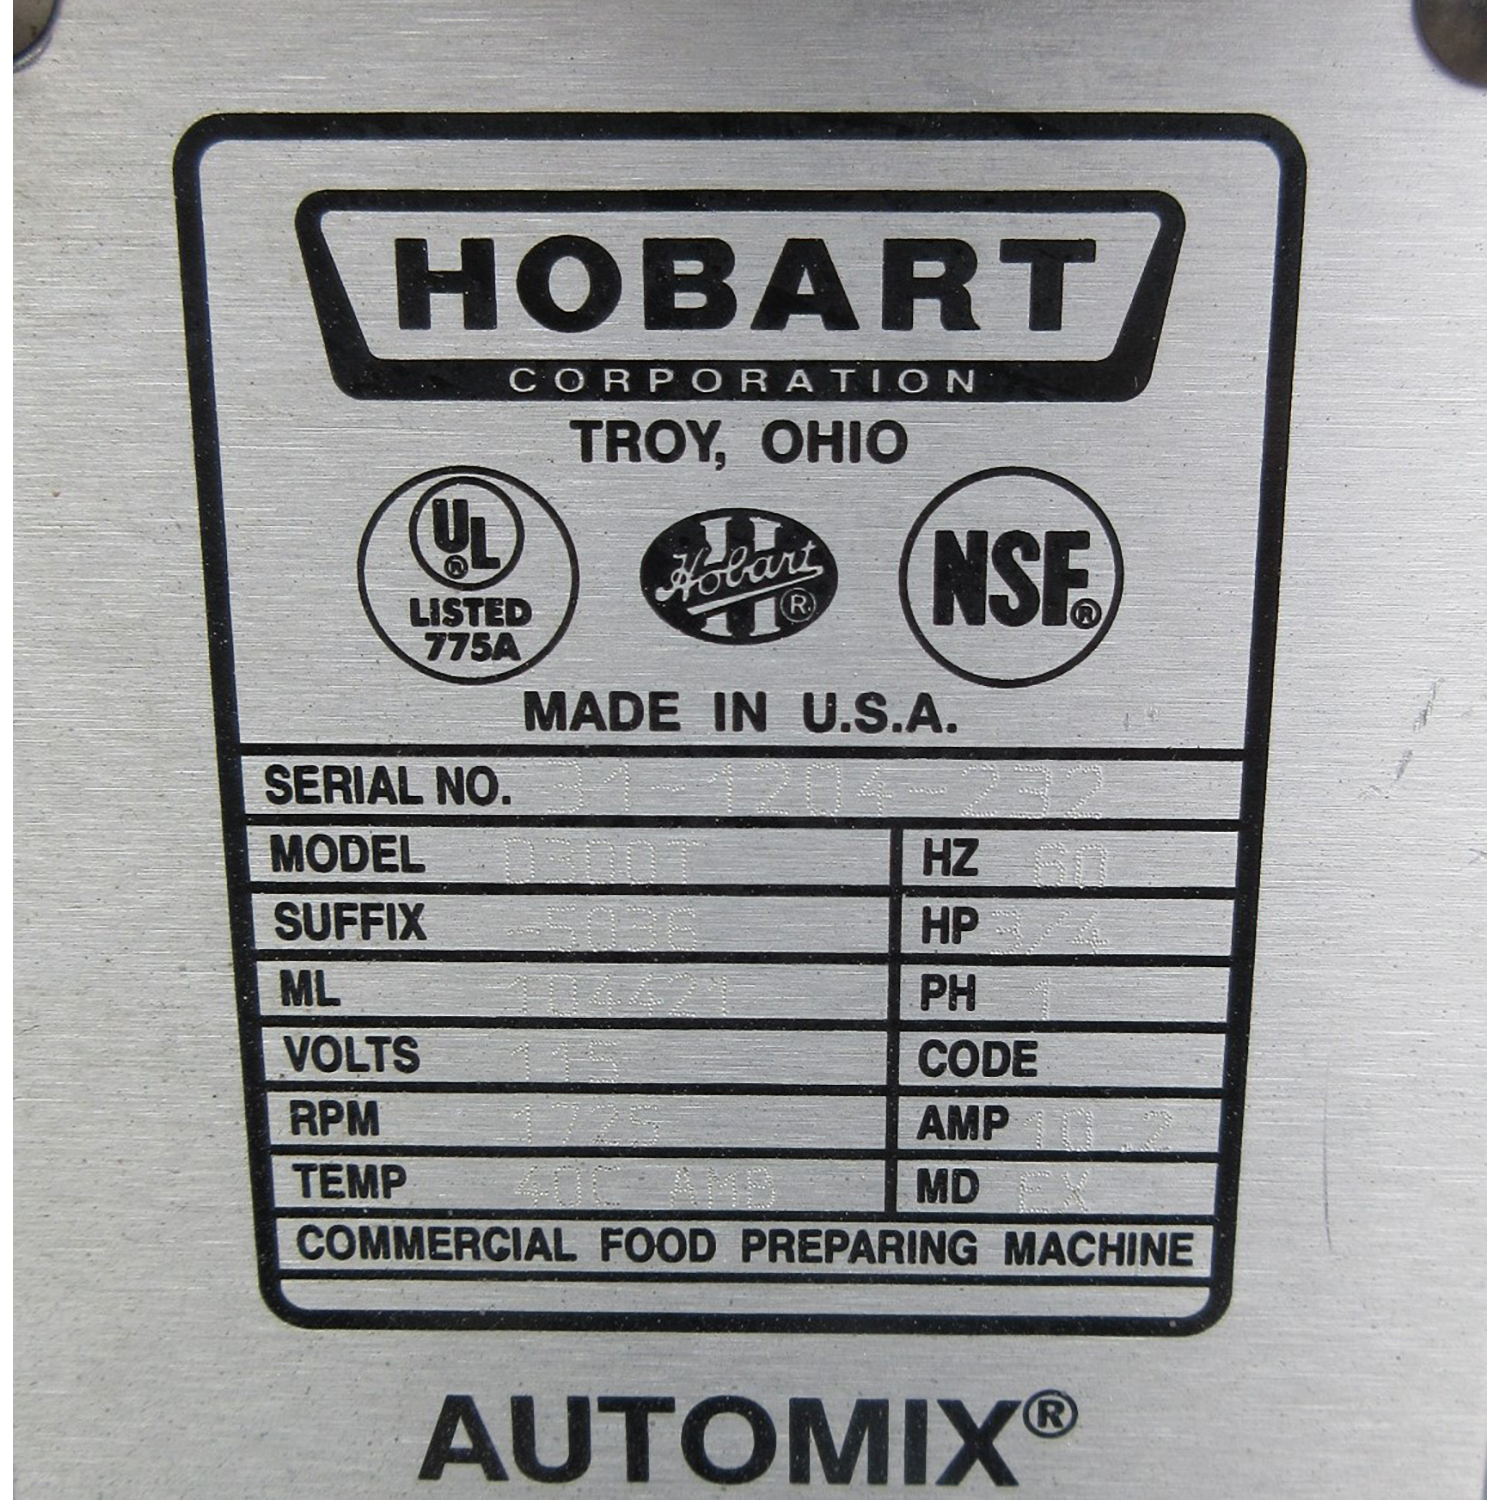 HOBART
CORPORATION
TROY, OHIO
UL®
LISTED
775A
Hobart®
NSF®
MADE IN U.S.A.
SERIAL NO. 31-1204-232
MODEL D300T HZ 60
SUFFIX -5036 HP 3/4
ML 104421 PH 1
VOLTS 115 CODE
RPM 1725 AMP 10.2
TEMP 40C AMB MD EX
COMMERCIAL FOOD PREPARING MACHINE
AUTOMIX®